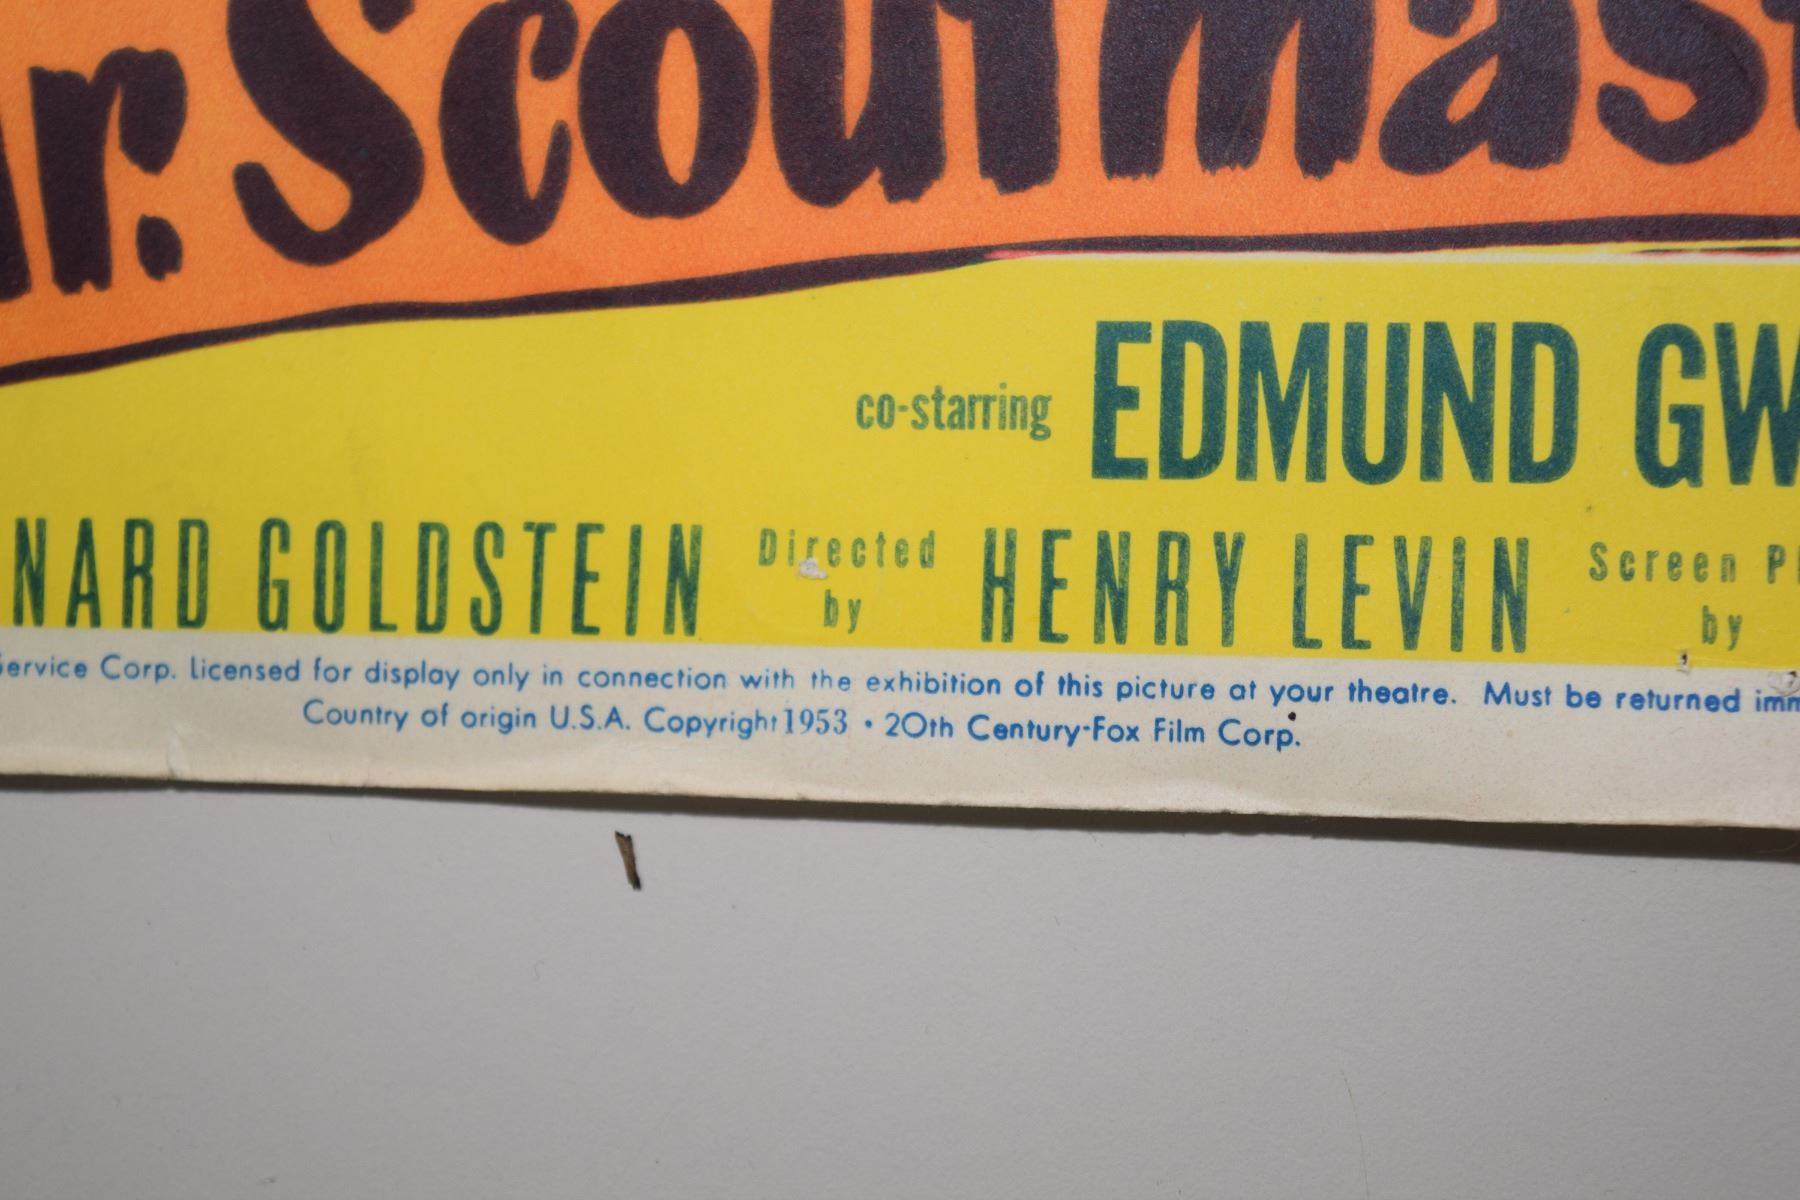 r. Scoutmast
co-starring EDMUND GW
NARD GOLDSTEIN Directed by HENRY LEVIN Screen Pl by
Service Corp. Licensed for display only in connection with the exhibition of this picture at your theatre. Must be returned imm
Country of origin U.S.A. Copyright 1953 • 20th Century-Fox Film Corp.